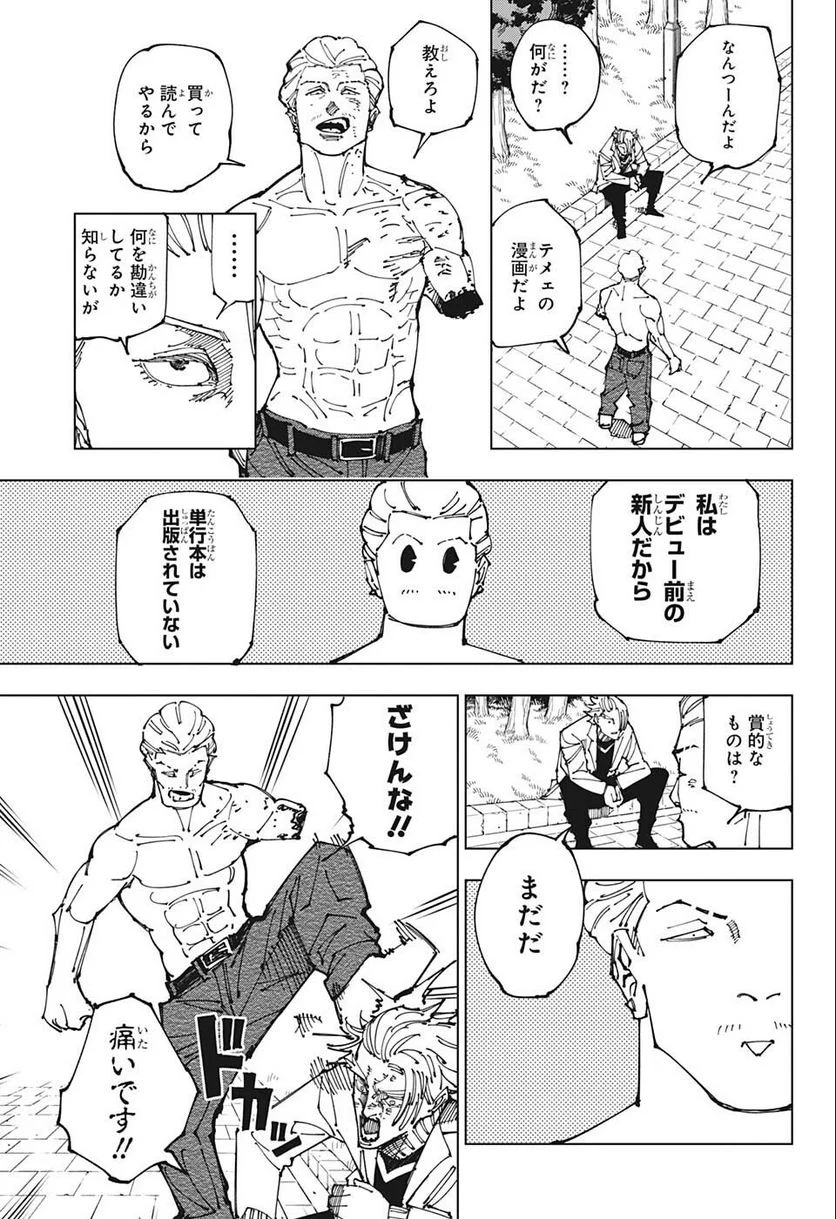 なんつーんだよ
……？
何がだ？
テメェの
漫画だよ
教えろよ
買って
読んで
やるから
……
何を勘違い
してるか
知らないが
私は
デビュー前の
新人だから
単行本は
出版されていない
賞的な
ものは？
まだだ
ざけんな!!
ドカッ
痛いです!!